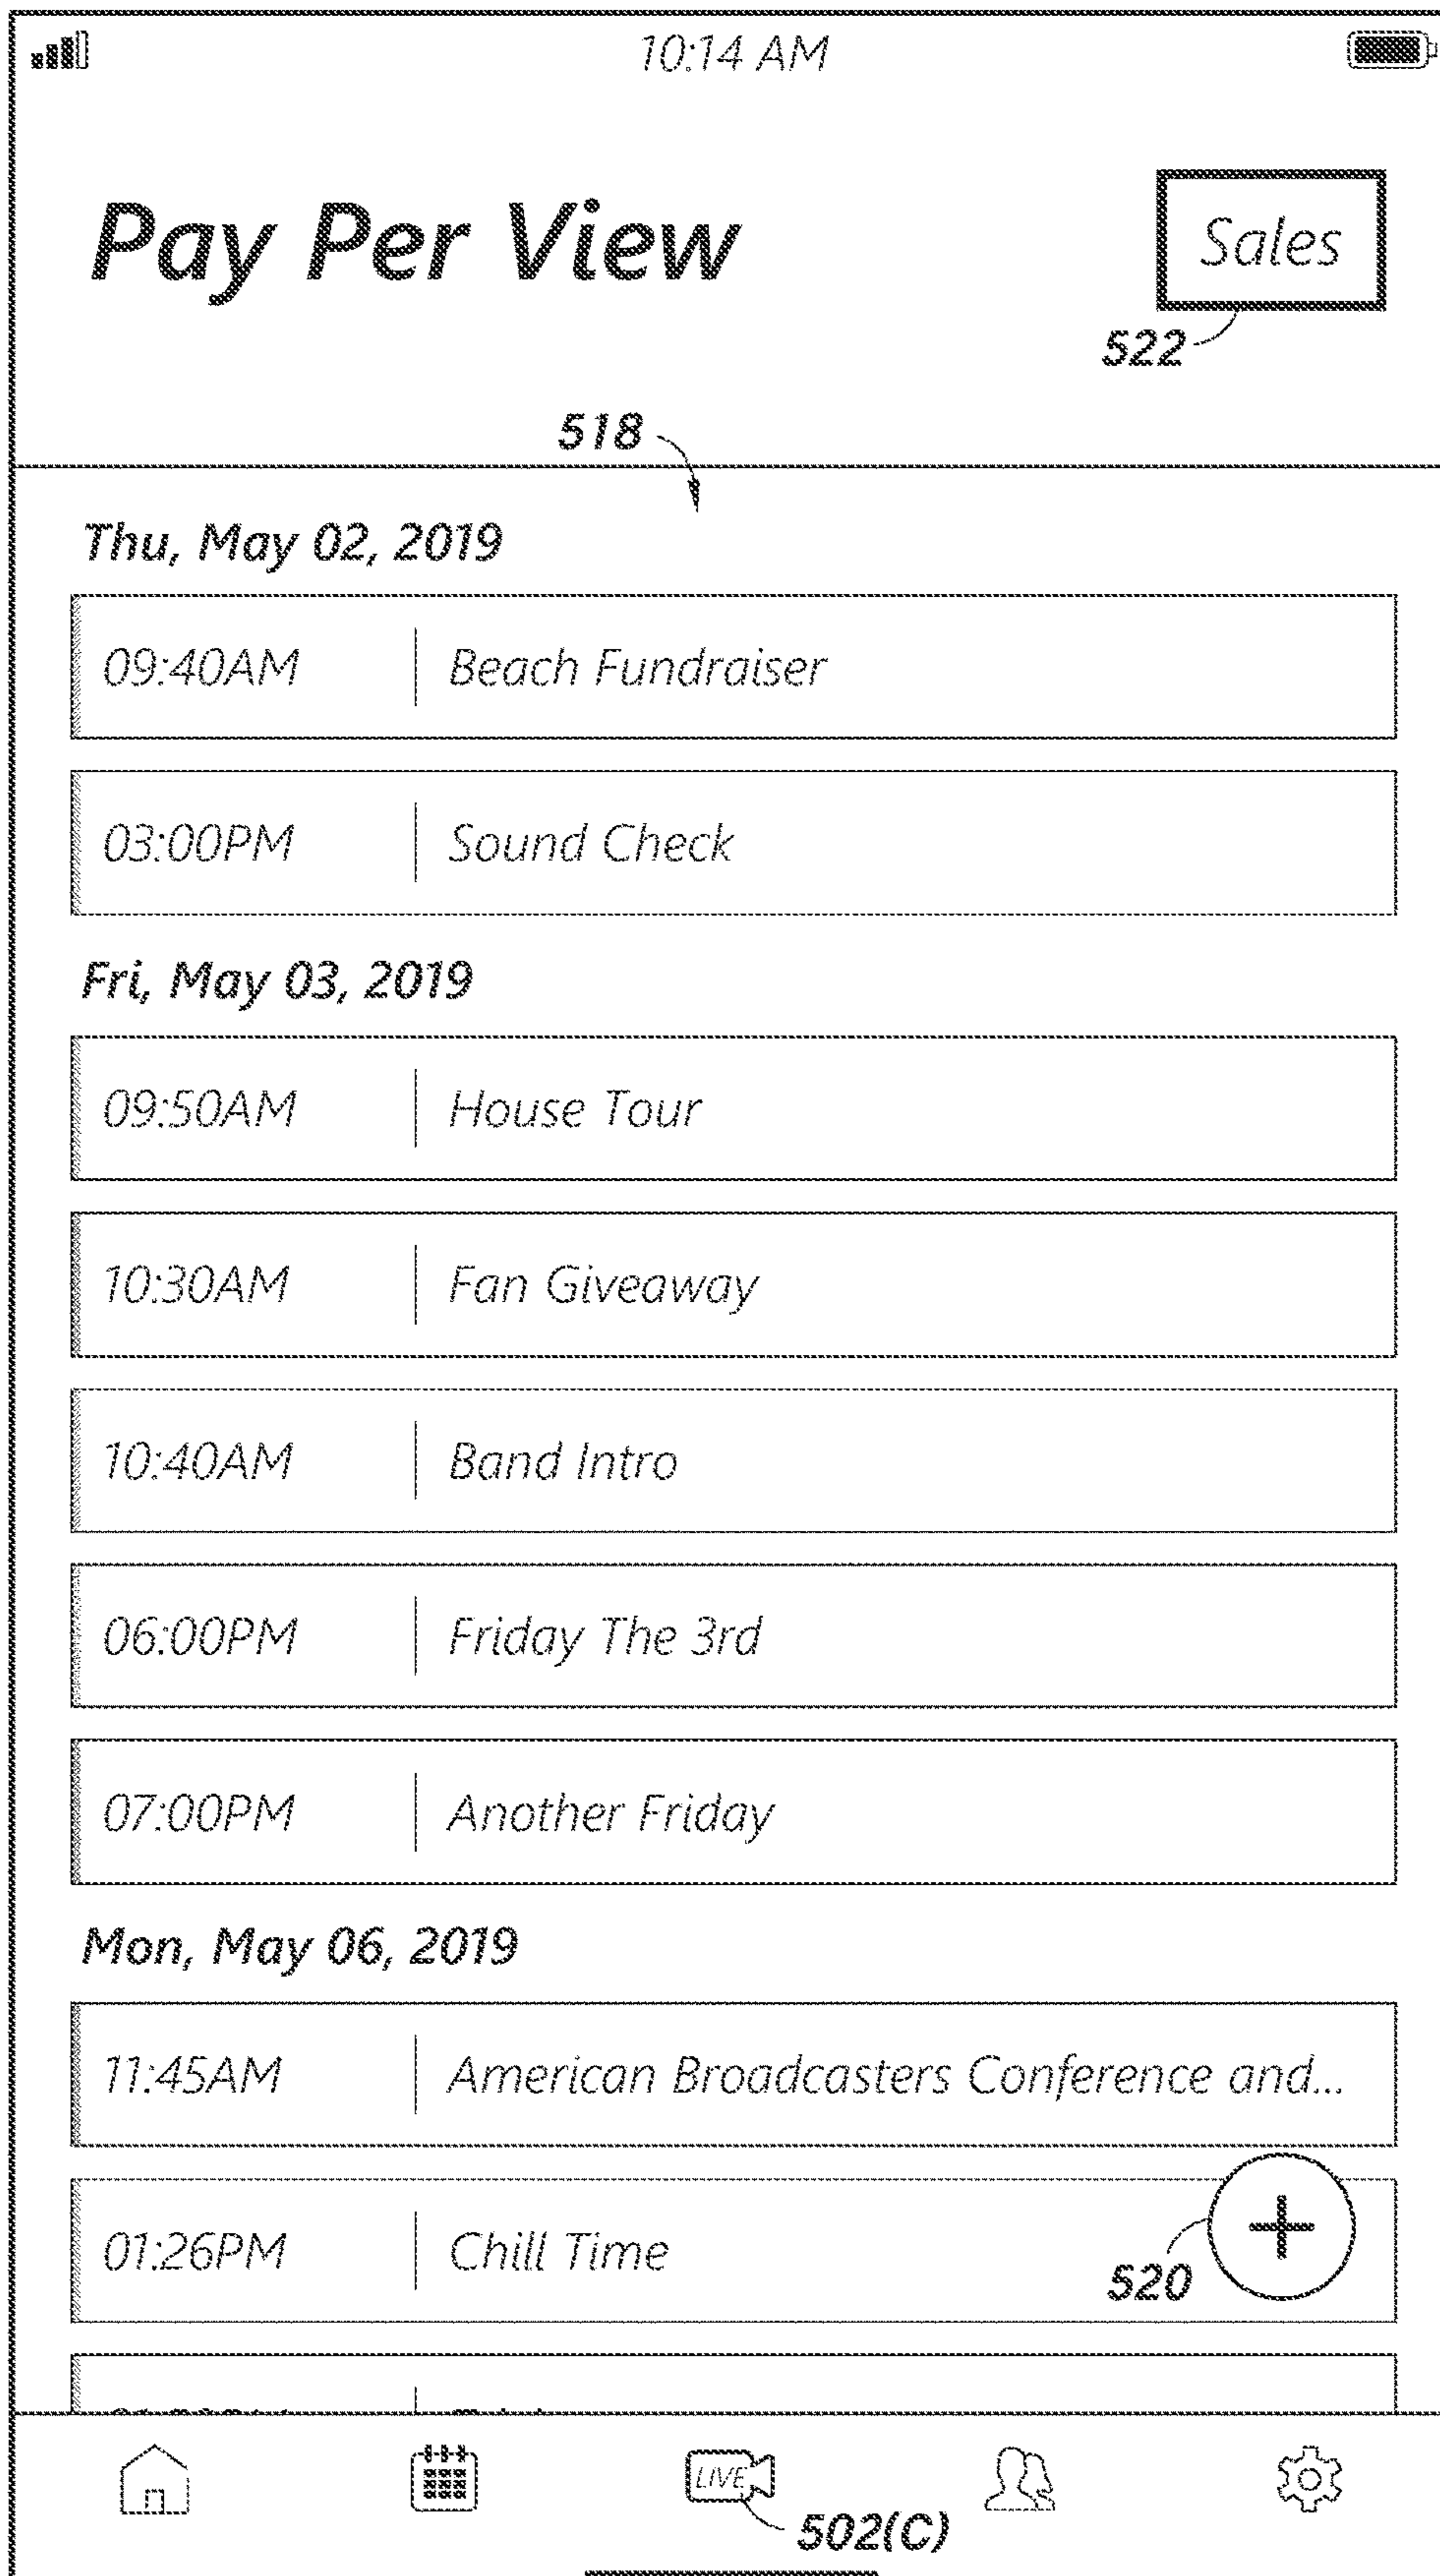 10:14 AM
Pay Per View
Sales
522
518
Thu, May 02, 2019
09:40AM Beach Fundraiser
03:00PM Sound Check
Fri, May 03, 2019
09:50AM House Tour
10:30AM Fan Giveaway
10:40AM Band Intro
06:00PM Friday The 3rd
07:00PM Another Friday
Mon, May 06, 2019
11:45AM American Broadcasters Conference and...
01:26PM Chill Time
520
LIVE
502(C)